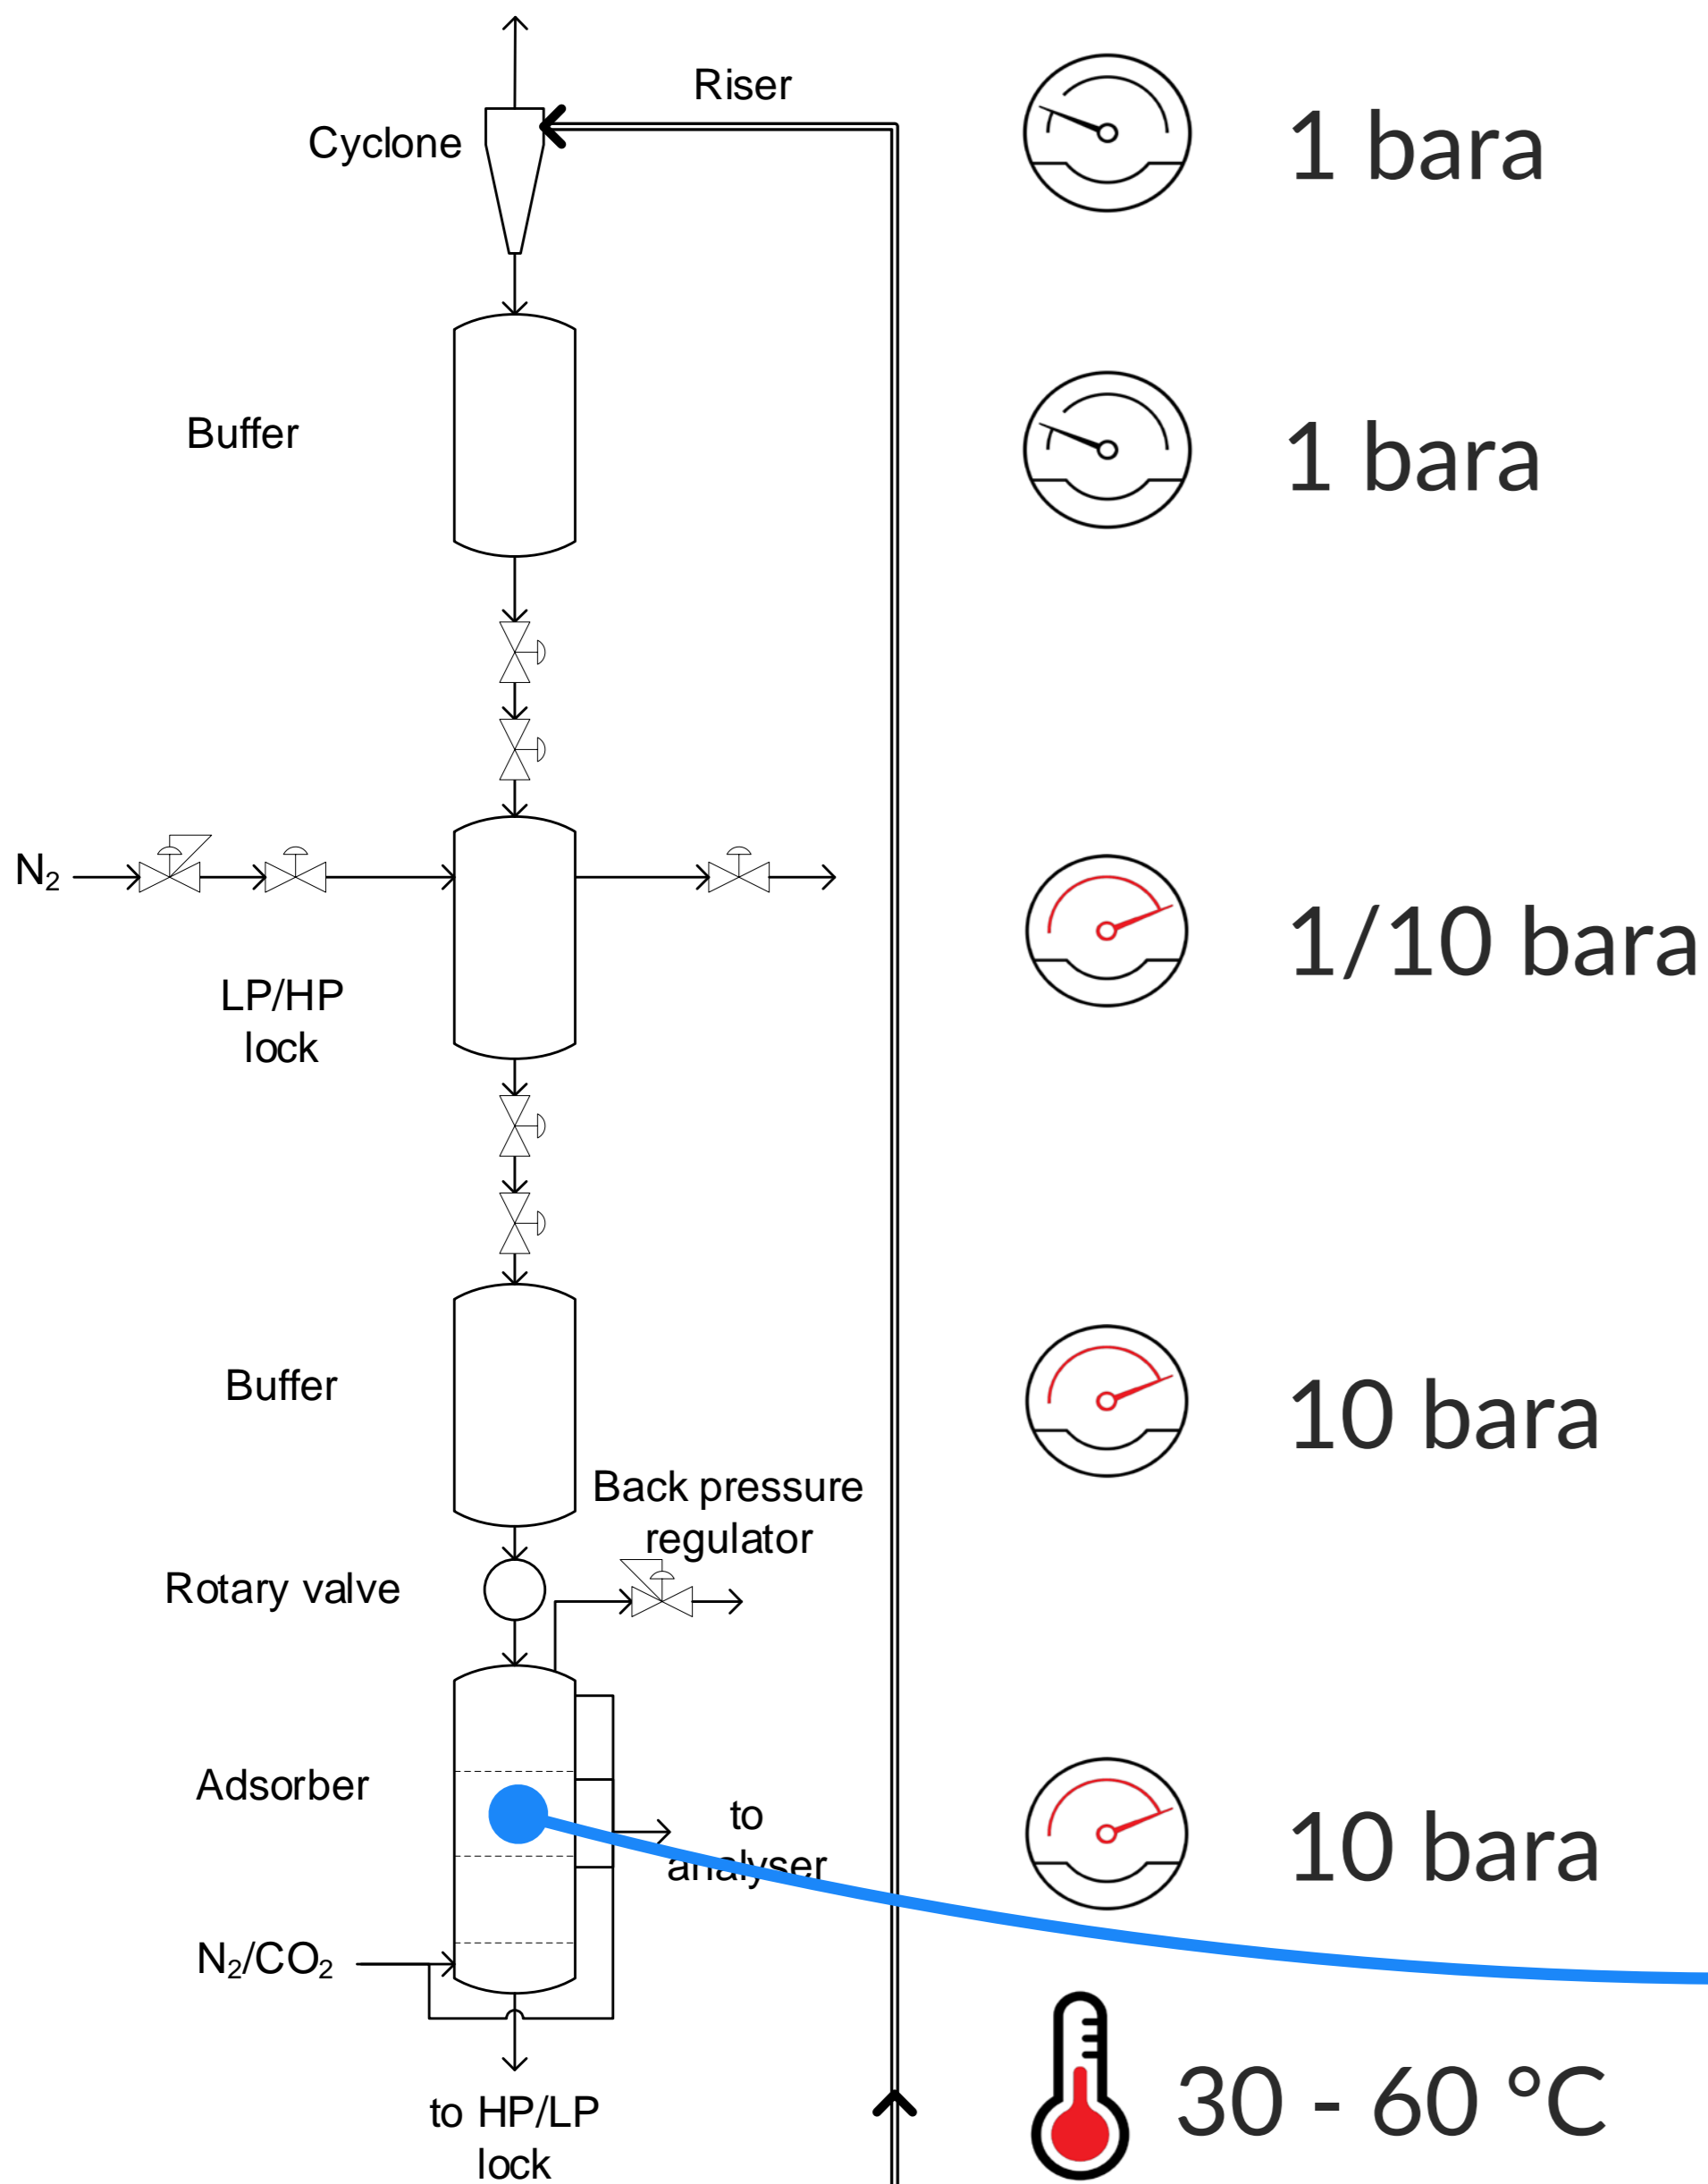 Riser
Cyclone
1 bara
Buffer
1 bara
N₂
LP/HP
lock
1/10 bara
Buffer
10 bara
Back pressure
regulator
Rotary valve
Adsorber
to
analyser
10 bara
N₂/CO₂
30 - 60 °C
to HP/LP
lock